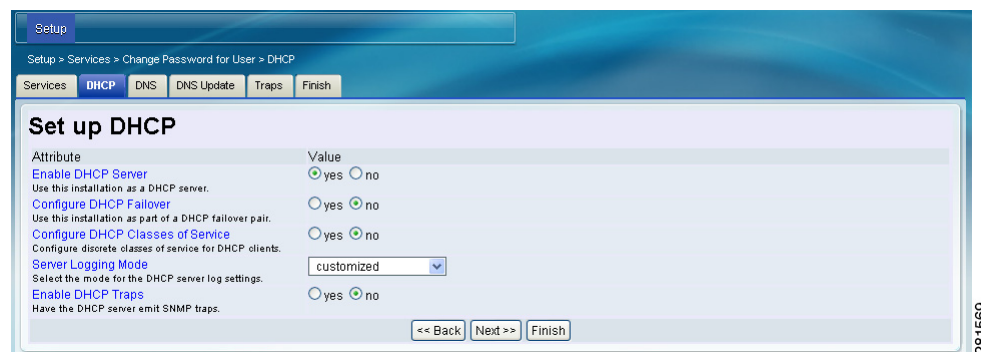 Setup
Setup > Services > Change Password for User > DHCP
Services DHCP DNS DNS Update Traps Finish
Set up DHCP
Attribute Value
Enable DHCP Server yes no
Use this installation as a DHCP server.
Configure DHCP Failover yes no
Use this installation as part of a DHCP failover pair.
Configure DHCP Classes of Service yes no
Configure discrete classes of service for DHCP clients.
Server Logging Mode customized
Select the mode for the DHCP server log settings.
Enable DHCP Traps yes no
Have the DHCP server emit SNMP traps.
<< Back Next >> Finish
281569